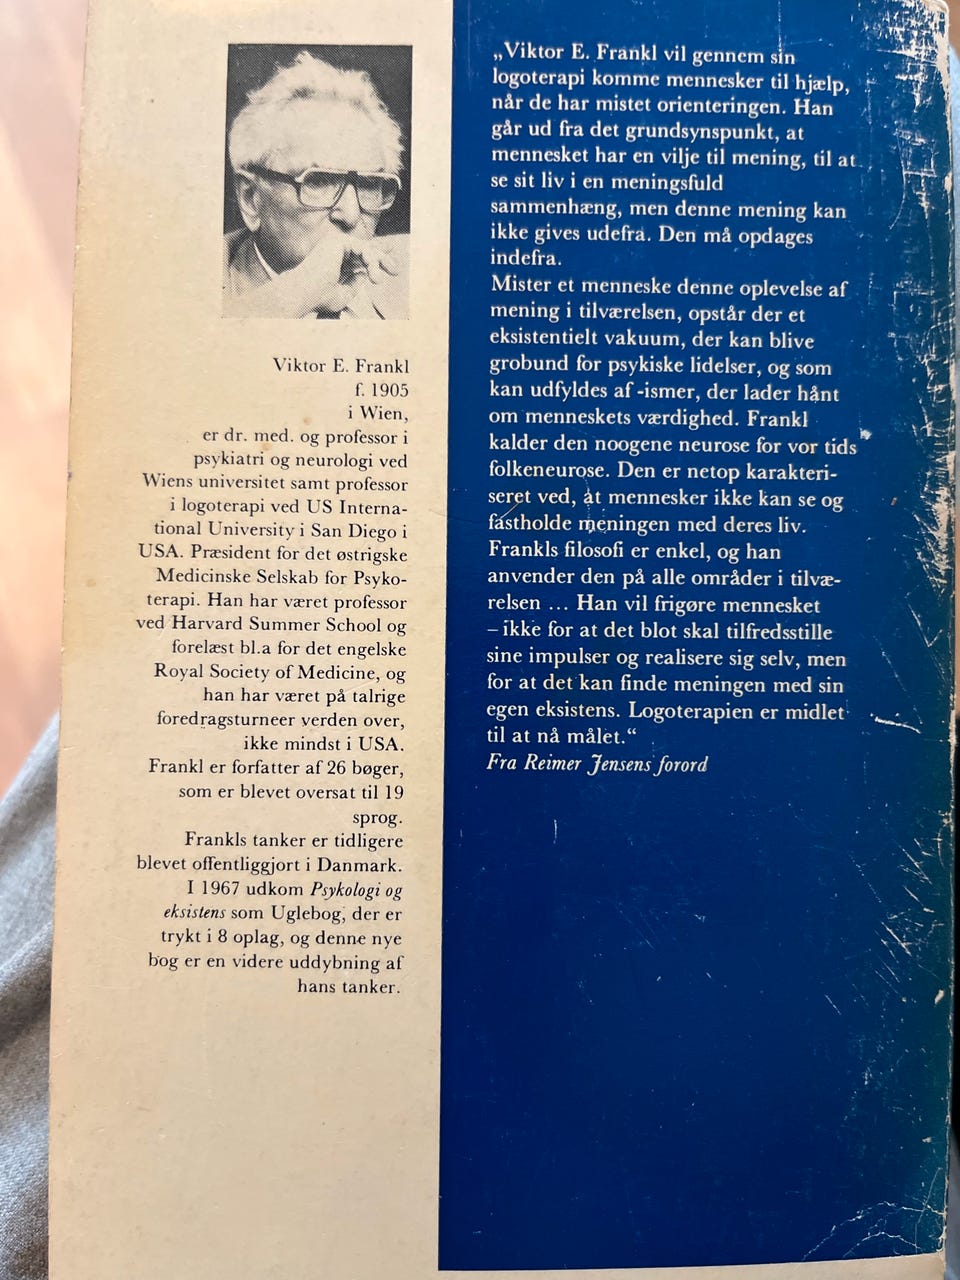 Viktor E. Frankl
f. 1905
i Wien,
er dr. med. og professor i
psykiatri og neurologi ved
Wiens universitet samt professor
i logoterapi ved US Interna-
tional University i San Diego i
USA. Præsident for det østrigske
Medicinske Selskab for Psyko-
terapi. Han har været professor
ved Harvard Summer School og
forelæst bl.a for det engelske
Royal Society of Medicine, og
han har været på talrige
foredragsturneer verden over,
ikke mindst i USA.
Frankl er forfatter af 26 bøger,
som er blevet oversat til 19
sprog.
Frankls tanker er tidligere
blevet offentliggjort i Danmark.
I 1967 udkom Psykologi og
eksistens som Uglebog, der er
trykt i 8 oplag, og denne nye
bog er en videre uddybning af
hans tanker.
„Viktor E. Frankl vil gennem sin
logoterapi komme mennesker til hjælp,
når de har mistet orienteringen. Han
går ud fra det grundsynspunkt, at
mennesket har en vilje til mening, til at
se sit liv i en meningsfuld
sammenhæng, men denne mening kan
ikke gives udefra. Den må opdages
indefra.
Mister et menneske denne oplevelse af
mening i tilværelsen, opstår der et
eksistentielt vakuum, der kan blive
grobund for psykiske lidelser, og som
kan udfyldes af -ismer, der lader hånt
om menneskets værdighed. Frankl
kalder den noogene neurose for vor tids
folkeneurose. Den er netop karakteri-
seret ved, at mennesker ikke kan se og
fastholde meningen med deres liv.
Frankls filosofi er enkel, og han
anvender den på alle områder i tilvæ-
relsen ... Han vil frigøre mennesket
– ikke for at det blot skal tilfredsstille
sine impulser og realisere sig selv, men
for at det kan finde meningen med sin
egen eksistens. Logoterapien er midlet
til at nå målet.“
Fra Reimer Jensens forord